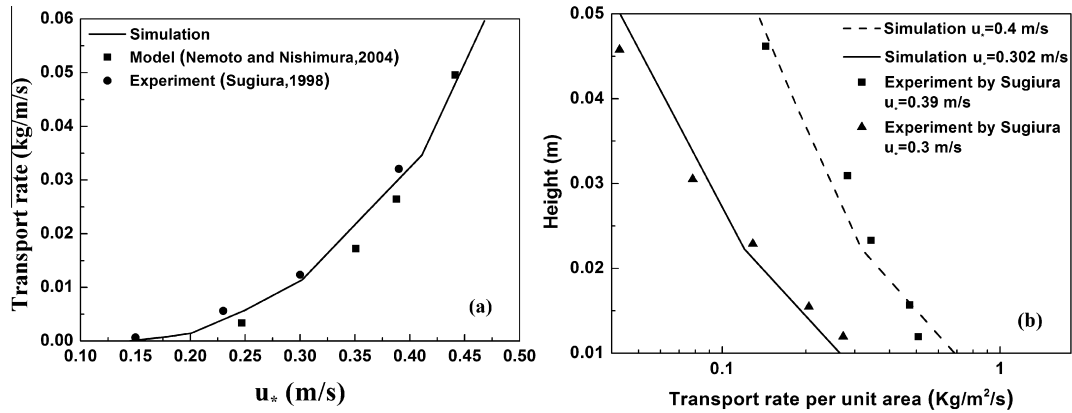 0.06
0.05
0.04
0.03
0.02
0.01
0.00
Transport rate (kg/m/s)
Simulation
Model (Nemoto and Nishimura,2004)
Experiment (Sugiura,1998)
(a)
0.10 0.15 0.20 0.25 0.30 0.35 0.40 0.45 0.50
u* (m/s)
0.05
0.04
0.03
0.02
0.01
Height (m)
Simulation u*=0.4 m/s
Simulation u*=0.302 m/s
Experiment by Sugiura
u*=0.39 m/s
Experiment by Sugiura
u*=0.3 m/s
(b)
0.1 1
Transport rate per unit area (Kg/m²/s)